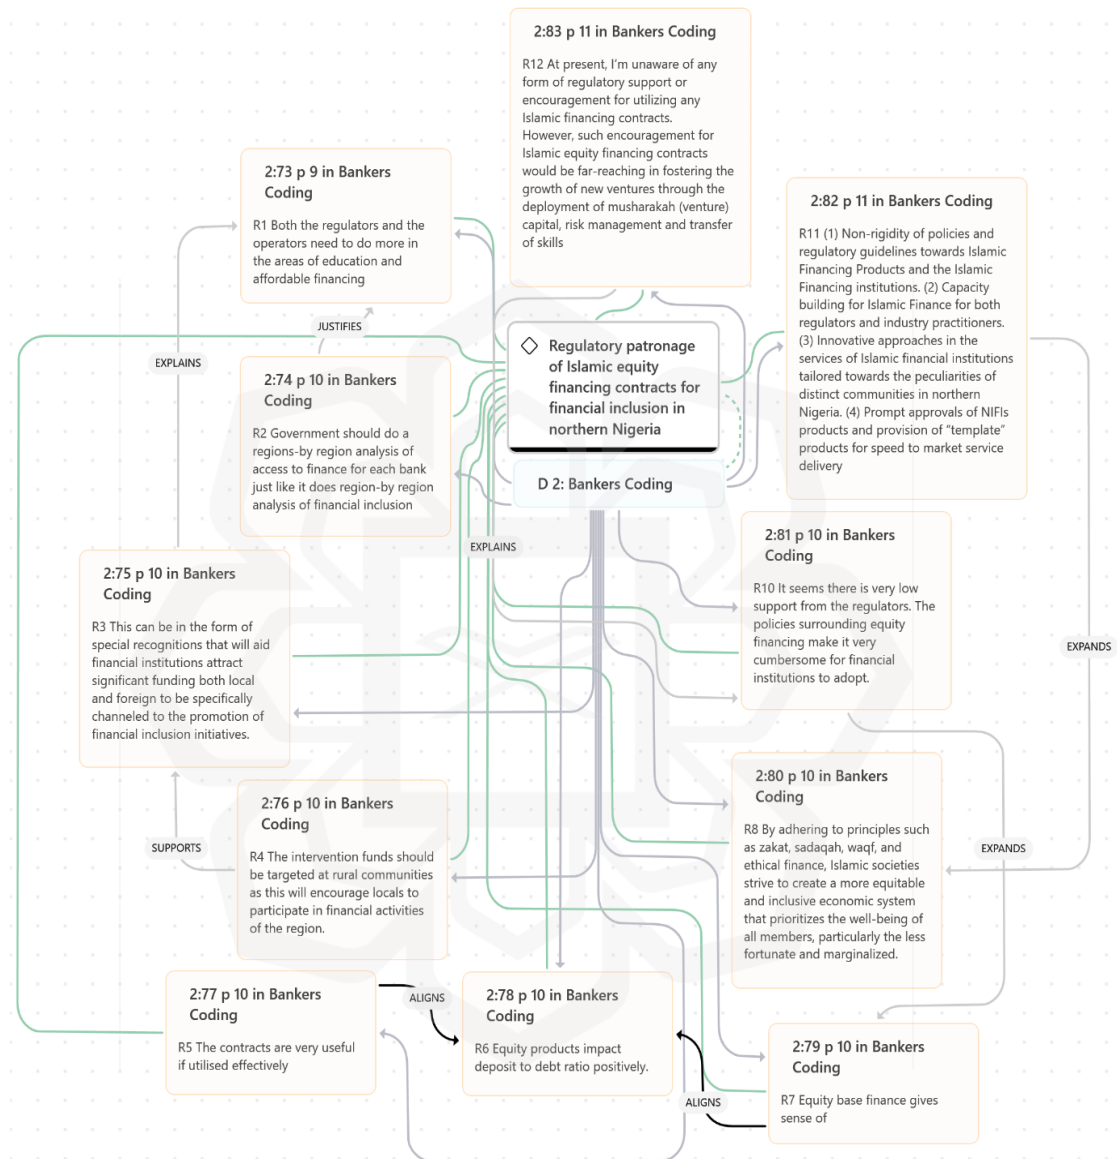 2:83 p 11 in Bankers Coding
R12 At present, I'm unaware of any
form of regulatory support or
encouragement for utilizing any
Islamic financing contracts.
However, such encouragement for
Islamic equity financing contracts
would be far-reaching in fostering the
growth of new ventures through the
deployment of musharakah (venture)
capital, risk management and transfer
of skills
2:73 p 9 in Bankers
Coding
R1 Both the regulators and the
operators need to do more in
the areas of education and
affordable financing
2:82 p 11 in Bankers Coding
R11 (1) Non-rigidity of policies and
regulatory guidelines towards Islamic
Financing Products and the Islamic
Financing institutions. (2) Capacity
building for Islamic Finance for both
regulators and industry practitioners.
(3) Innovative approaches in the
services of Islamic financial institutions
tailored towards the peculiarities of
distinct communities in northern
Nigeria. (4) Prompt approvals of NIFIs
products and provision of "template"
products for speed to market service
delivery
JUSTIFIES
EXPLAINS
Regulatory patronage
of Islamic equity
financing contracts for
financial inclusion in
northern Nigeria
2:74 p 10 in Bankers
Coding
R2 Government should do a
regions-by region analysis of
access to finance for each bank
just like it does region-by region
analysis of financial inclusion
D 2: Bankers Coding
EXPLAINS
2:81 p 10 in Bankers
Coding
R10 It seems there is very low
support from the regulators. The
policies surrounding equity
financing make it very
cumbersome for financial
institutions to adopt.
2:75 p 10 in Bankers
Coding
R3 This can be in the form of
special recognitions that will aid
financial institutions attract
significant funding both local
and foreign to be specifically
channeled to the promotion of
financial inclusion initiatives.
EXPANDS
2:80 p 10 in Bankers
Coding
R8 By adhering to principles such
as zakat, sadaqah, waqf, and
ethical finance, Islamic societies
strive to create a more equitable
and inclusive economic system
that prioritizes the well-being of
all members, particularly the less
fortunate and marginalized.
2:76 p 10 in Bankers
Coding
R4 The intervention funds should
be targeted at rural communities
as this will encourage locals to
participate in financial activities
of the region.
SUPPORTS
EXPANDS
2:77 p 10 in Bankers
Coding
R5 The contracts are very useful
if utilised effectively
ALIGNS
2:78 p 10 in Bankers
Coding
R6 Equity products impact
deposit to debt ratio positively.
2:79 p 10 in Bankers
Coding
R7 Equity base finance gives
sense of
ALIGNS